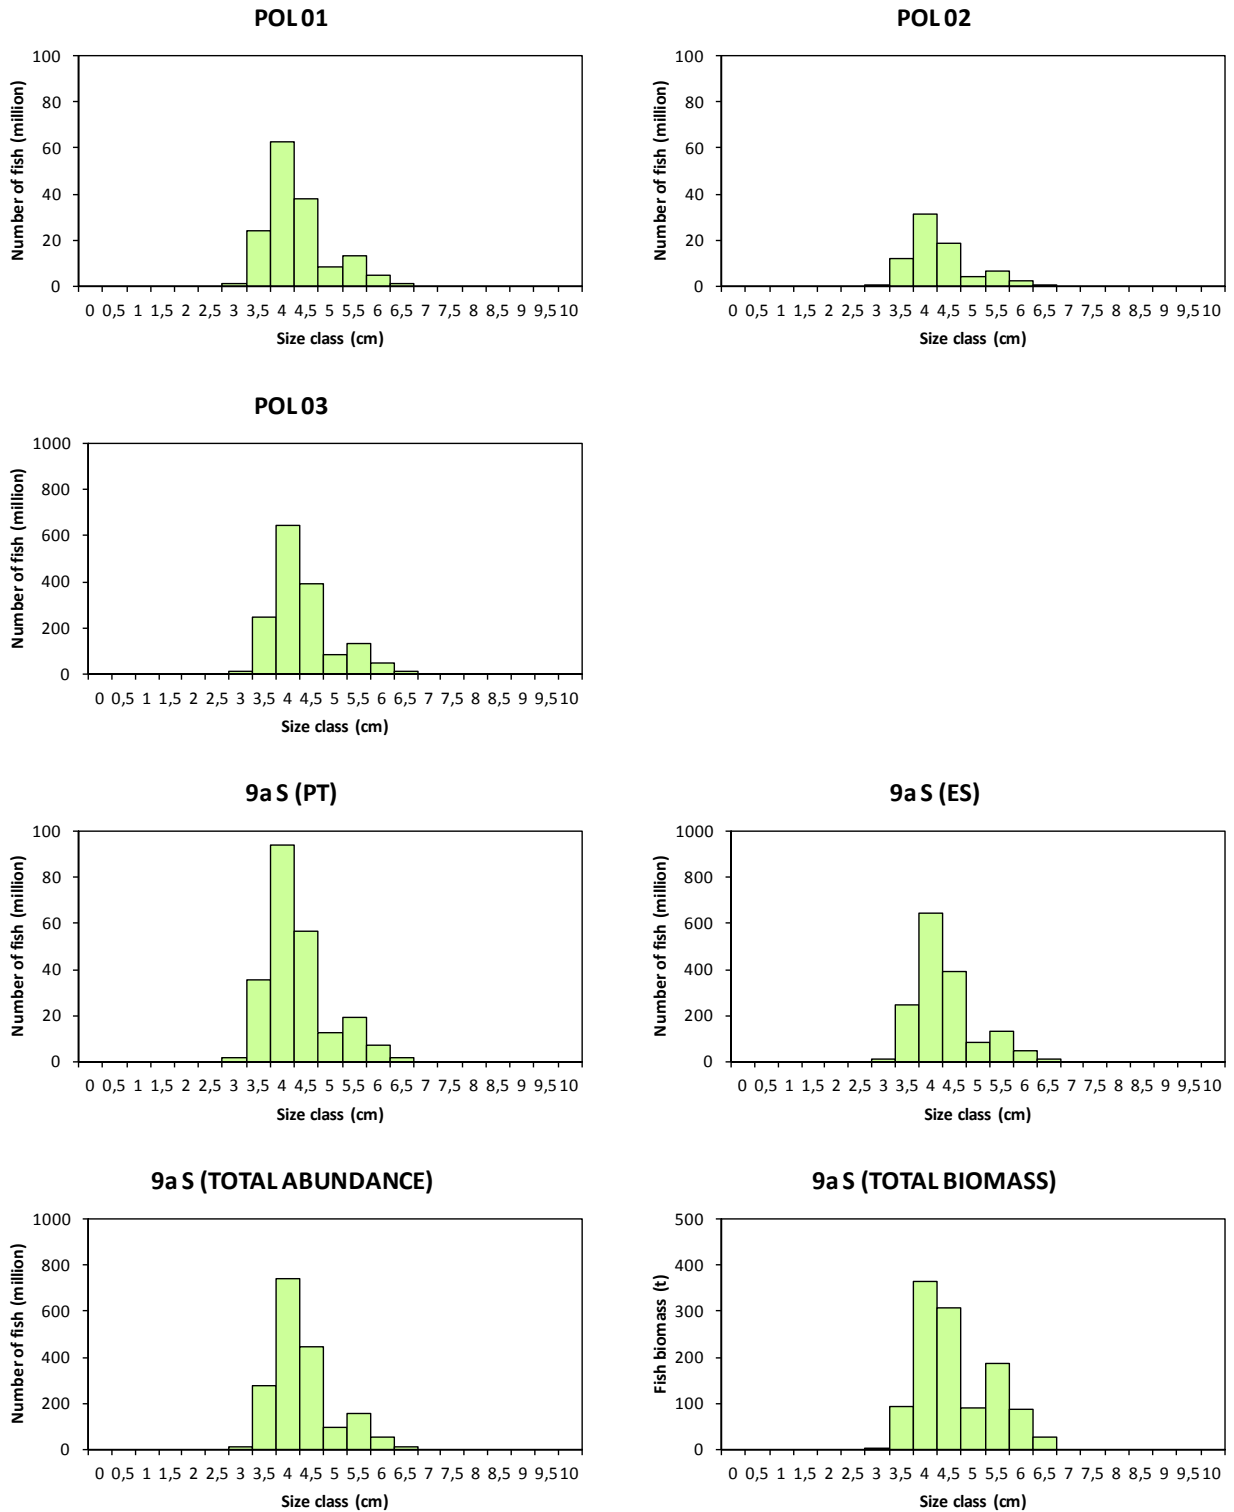 POL 01
100
80
60
40
20
0
Number of fish (million)
0 0,5 1 1,5 2 2,5 3 3,5 4 4,5 5 5,5 6 6,5 7 7,5 8 8,5 9 9,5 10
Size class (cm)
POL 02
100
80
60
40
20
0
Number of fish (million)
0 0,5 1 1,5 2 2,5 3 3,5 4 4,5 5 5,5 6 6,5 7 7,5 8 8,5 9 9,5 10
Size class (cm)
POL 03
1000
800
600
400
200
0
Number of fish (million)
0 0,5 1 1,5 2 2,5 3 3,5 4 4,5 5 5,5 6 6,5 7 7,5 8 8,5 9 9,5 10
Size class (cm)
9a S (PT)
100
80
60
40
20
0
Number of fish (million)
0 0,5 1 1,5 2 2,5 3 3,5 4 4,5 5 5,5 6 6,5 7 7,5 8 8,5 9 9,5 10
Size class (cm)
9a S (ES)
1000
800
600
400
200
0
Number of fish (million)
0 0,5 1 1,5 2 2,5 3 3,5 4 4,5 5 5,5 6 6,5 7 7,5 8 8,5 9 9,5 10
Size class (cm)
9a S (TOTAL ABUNDANCE)
1000
800
600
400
200
0
Number of fish (million)
0 0,5 1 1,5 2 2,5 3 3,5 4 4,5 5 5,5 6 6,5 7 7,5 8 8,5 9 9,5 10
Size class (cm)
9a S (TOTAL BIOMASS)
500
400
300
200
100
0
Fish biomass (t)
0 0,5 1 1,5 2 2,5 3 3,5 4 4,5 5 5,5 6 6,5 7 7,5 8 8,5 9 9,5 10
Size class (cm)